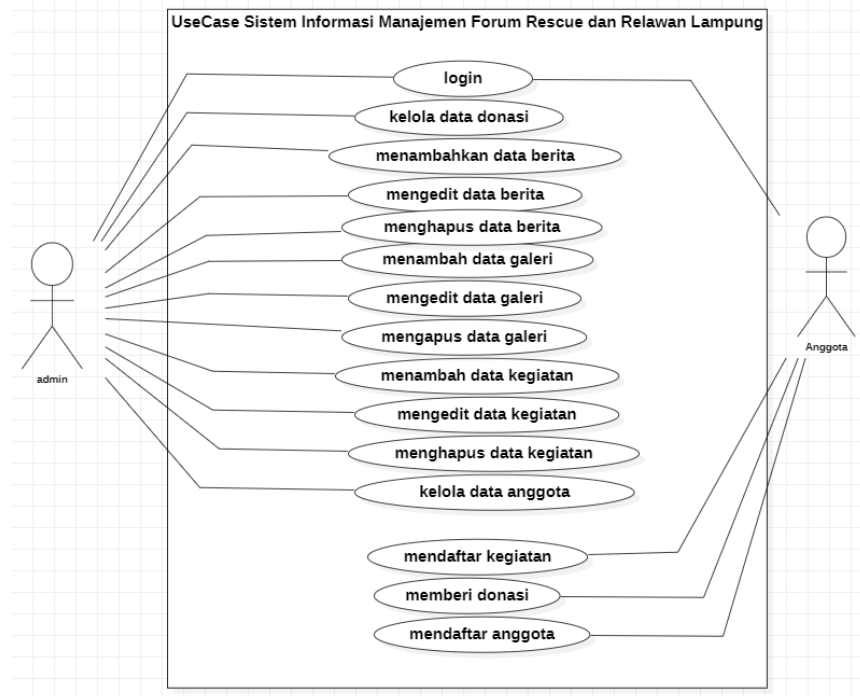 UseCase Sistem Informasi Manajemen Forum Rescue dan Relawan Lampung
login
kelola data donasi
menambahkan data berita
mengedit data berita
menghapus data berita
menambah data galeri
mengedit data galeri
mengapus data galeri
menambah data kegiatan
mengedit data kegiatan
menghapus data kegiatan
kelola data anggota
mendaftar kegiatan
memberi donasi
mendaftar anggota
admin
Anggota